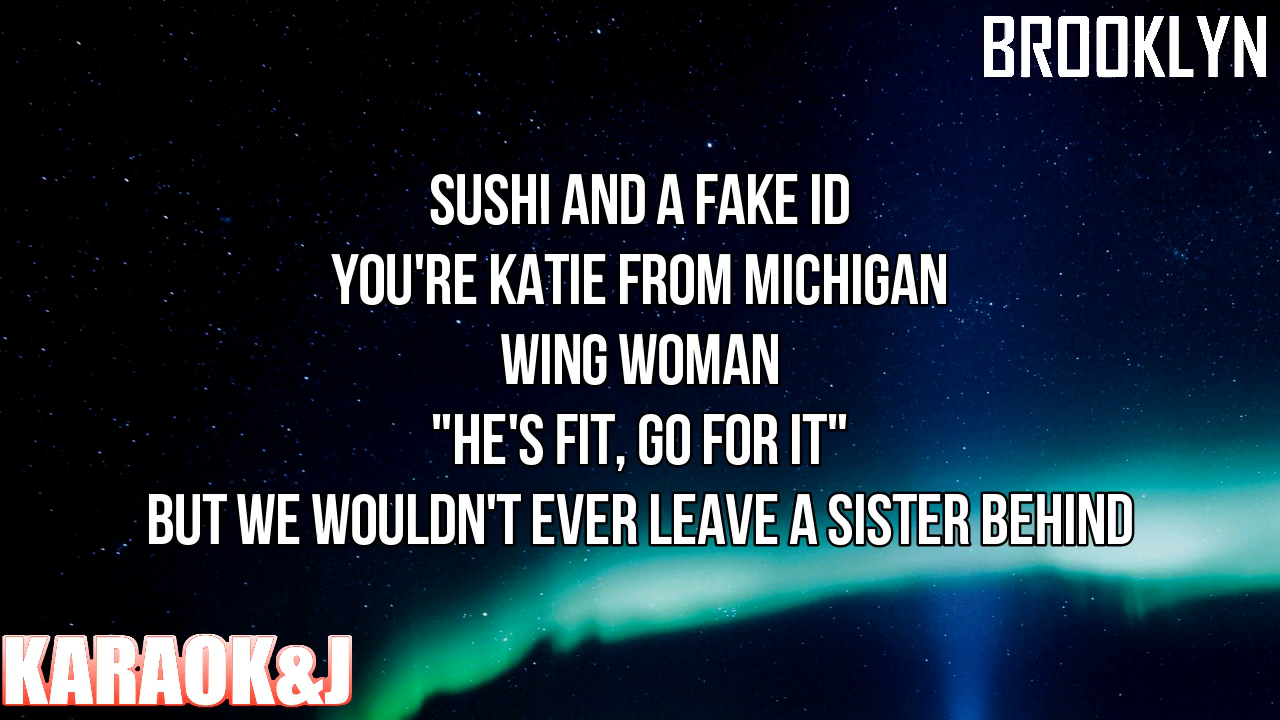 BROOKLYN
SUSHI AND A FAKE ID
YOU'RE KATIE FROM MICHIGAN
WING WOMAN
"HE'S FIT, GO FOR IT"
BUT WE WOULDN'T EVER LEAVE A SISTER BEHIND
KARAOK&J